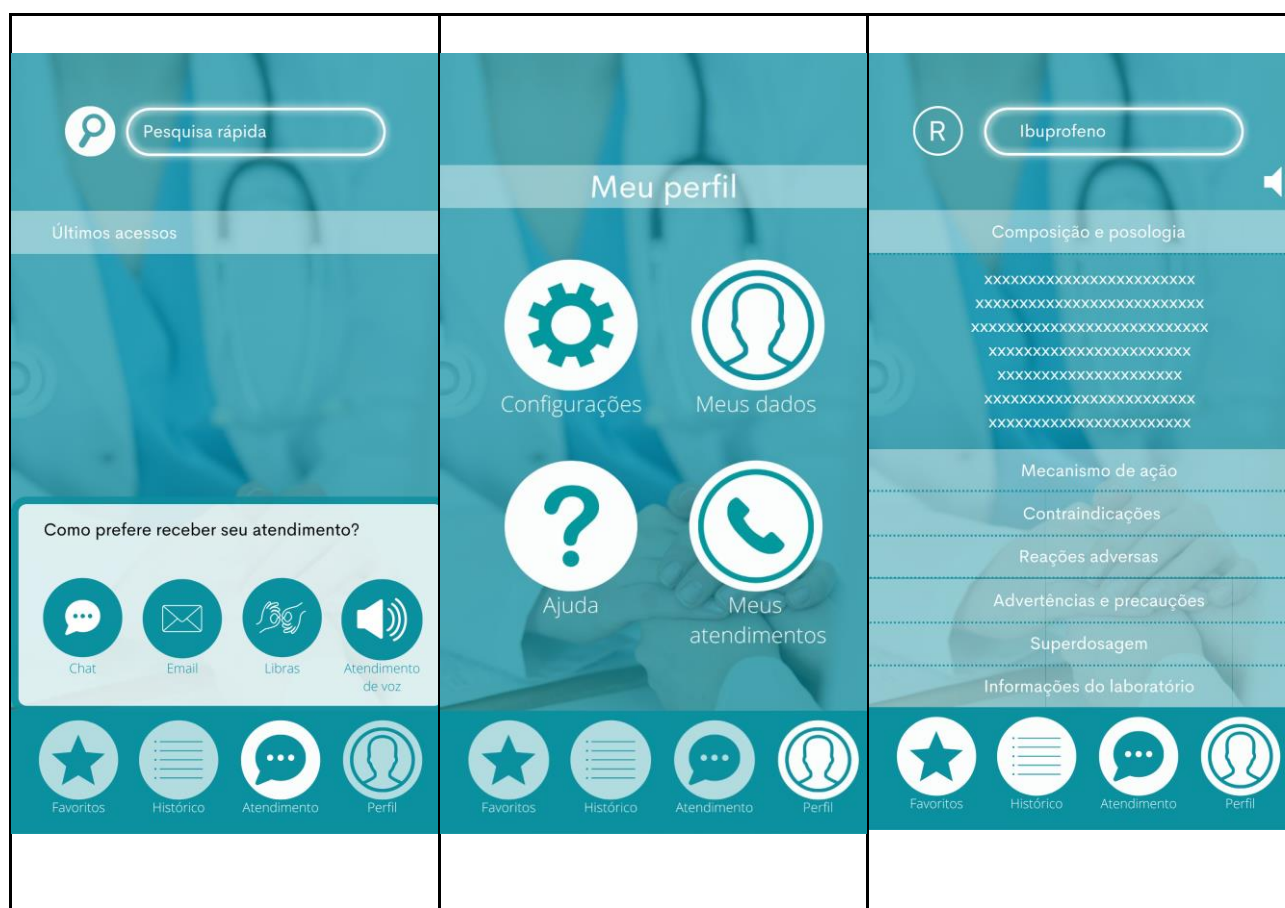 Pesquisa rápida
Últimos acessos
Como prefere receber seu atendimento?
Chat
Email
Libras
Atendimento
de voz
Favoritos
Histórico
Atendimento
Perfil
Meu perfil
Configurações
Meus dados
Ajuda
Meus
atendimentos
Favoritos
Histórico
Atendimento
Perfil
R
Ibuprofeno
Composição e posologia
xxxxxxxxxxxxxxxxxxxxxxxx
xxxxxxxxxxxxxxxxxxxxxxxxxx
xxxxxxxxxxxxxxxxxxxxxxxxxxx
xxxxxxxxxxxxxxxxxxxxxxx
xxxxxxxxxxxxxxxxxxxxx
xxxxxxxxxxxxxxxxxxxxxxxx
xxxxxxxxxxxxxxxxxxxxxxx
Mecanismo de ação
Contraindicações
Reações adversas
Advertências e precauções
Superdosagem
Informações do laboratório
Favoritos
Histórico
Atendimento
Perfil